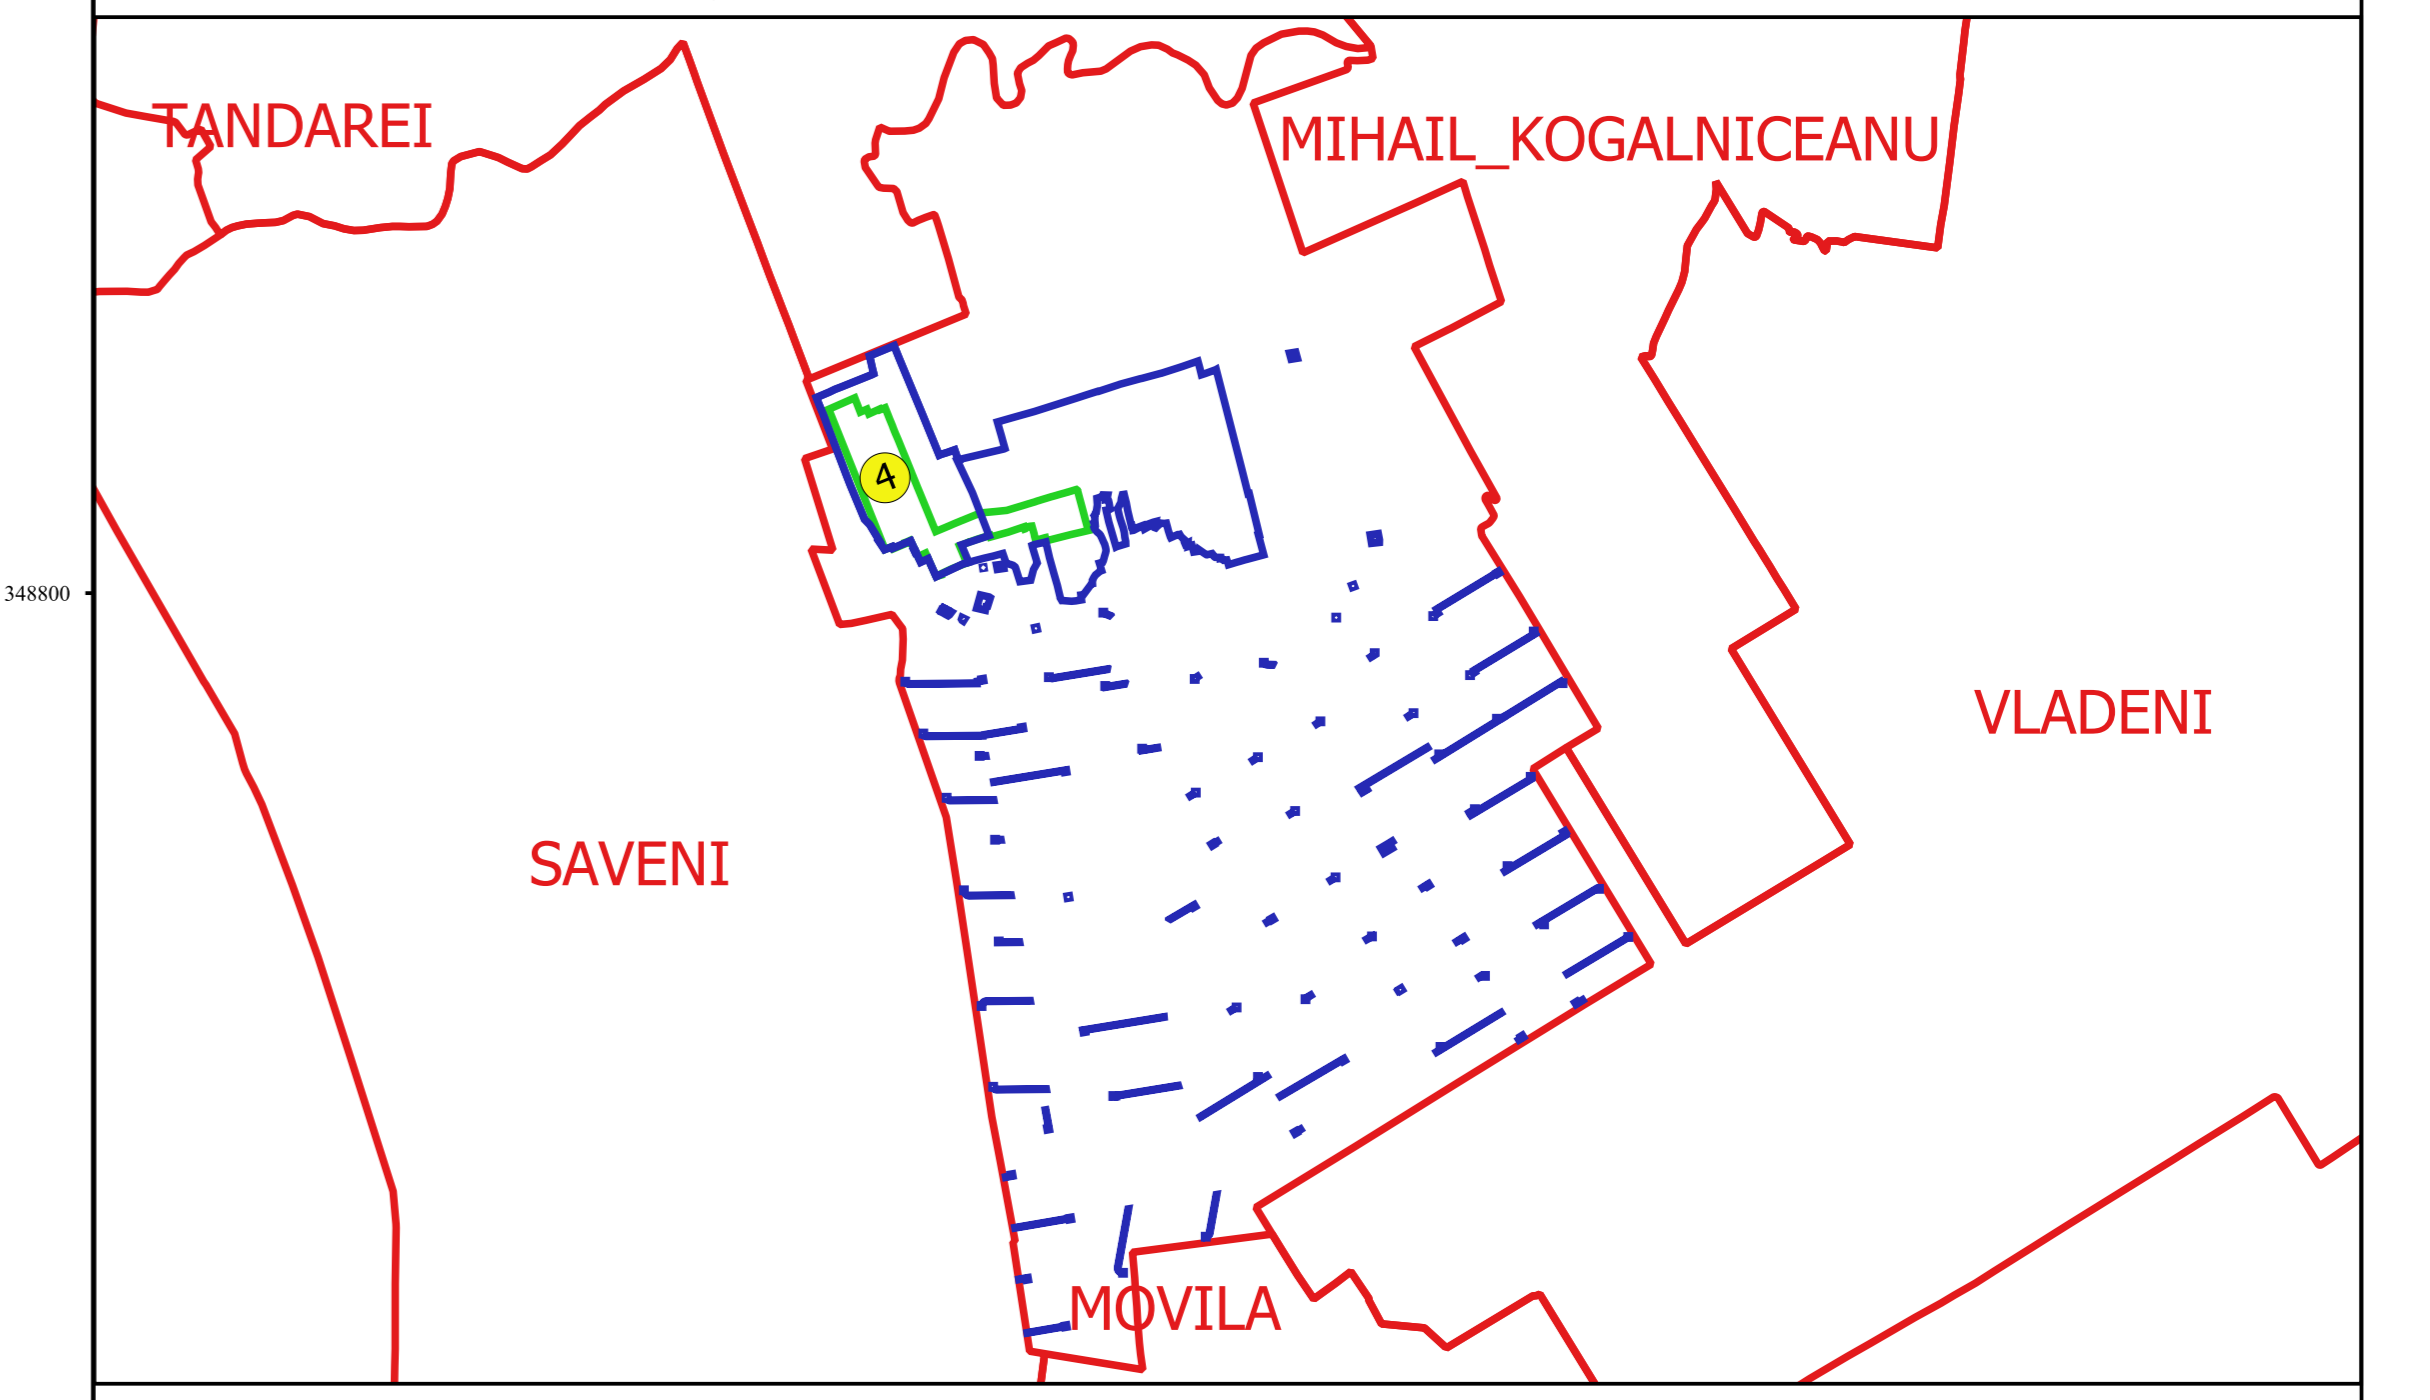 TANDAREI
MIHAIL_KOGALNICEANU
4
348800
VLADENI
SAVENI
MOVILA